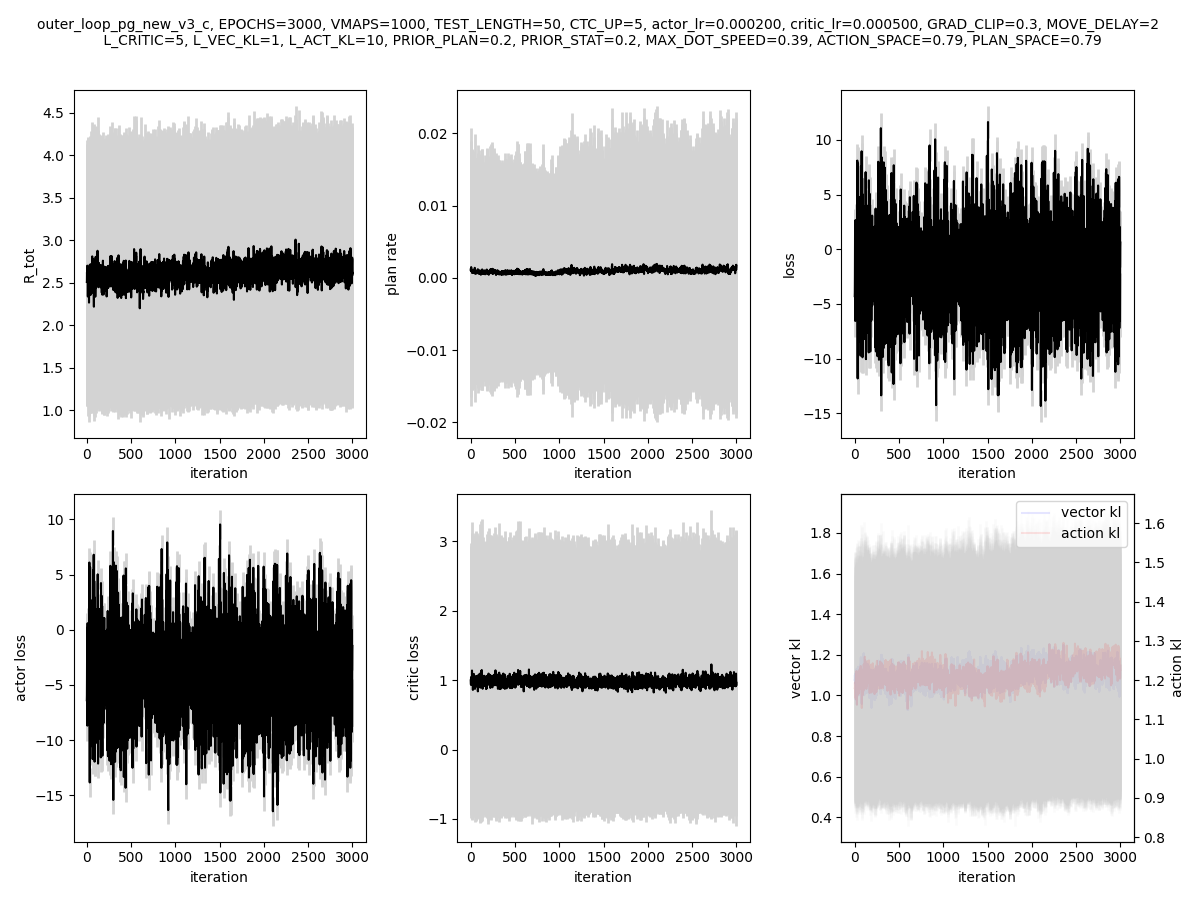 outer_loop_pg_new_v3_c, EPOCHS=3000, VMAPS=1000, TEST_LENGTH=50, CTC_UP=5, actor_lr=0.000200, critic_lr=0.000500, GRAD_CLIP=0.3, MOVE_DELAY=2
L_CRITIC=5, L_VEC_KL=1, L_ACT_KL=10, PRIOR_PLAN=0.2, PRIOR_STAT=0.2, MAX_DOT_SPEED=0.39, ACTION_SPACE=0.79, PLAN_SPACE=0.79
R_tot
4.5
4.0
3.5
3.0
2.5
2.0
1.5
1.0
0 500 1000 1500 2000 2500 3000
iteration
plan rate
0.02
0.01
0.00
−0.01
−0.02
0 500 1000 1500 2000 2500 3000
iteration
loss
10
5
0
−5
−10
−15
0 500 1000 1500 2000 2500 3000
iteration
actor loss
10
5
0
−5
−10
−15
0 500 1000 1500 2000 2500 3000
iteration
critic loss
3
2
1
0
−1
0 500 1000 1500 2000 2500 3000
iteration
vector kl
1.8
1.6
1.4
1.2
1.0
0.8
0.6
0.4
vector kl
action kl
0 500 1000 1500 2000 2500 3000
iteration
1.6
1.5
1.4
1.3
1.2
1.1
1.0
0.9
0.8
action kl